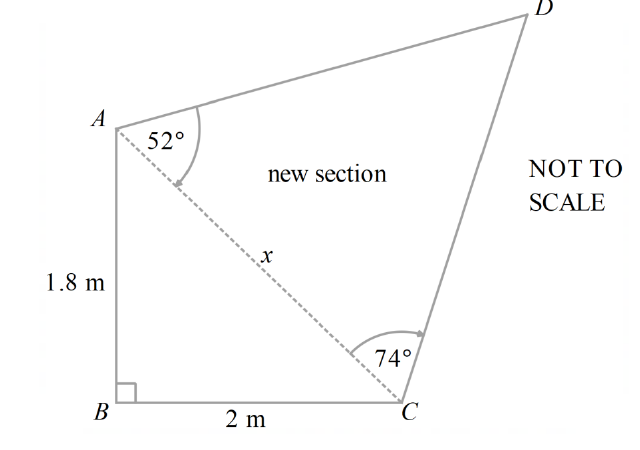 D
A
52°
new section
NOT TO
SCALE
x
1.8 m
74°
B
2 m
C